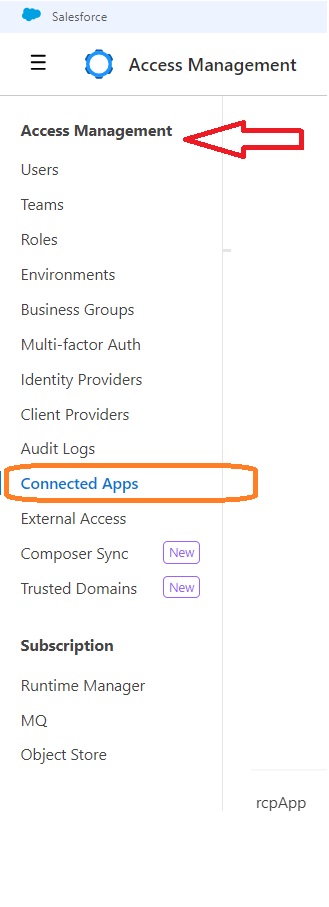 Salesforce
Access Management
Access Management
Users
Teams
Roles
Environments
Business Groups
Multi-factor Auth
Identity Providers
Client Providers
Audit Logs
Connected Apps
External Access
Composer Sync New
Trusted Domains New
Subscription
Runtime Manager
MQ
Object Store
rcpApp